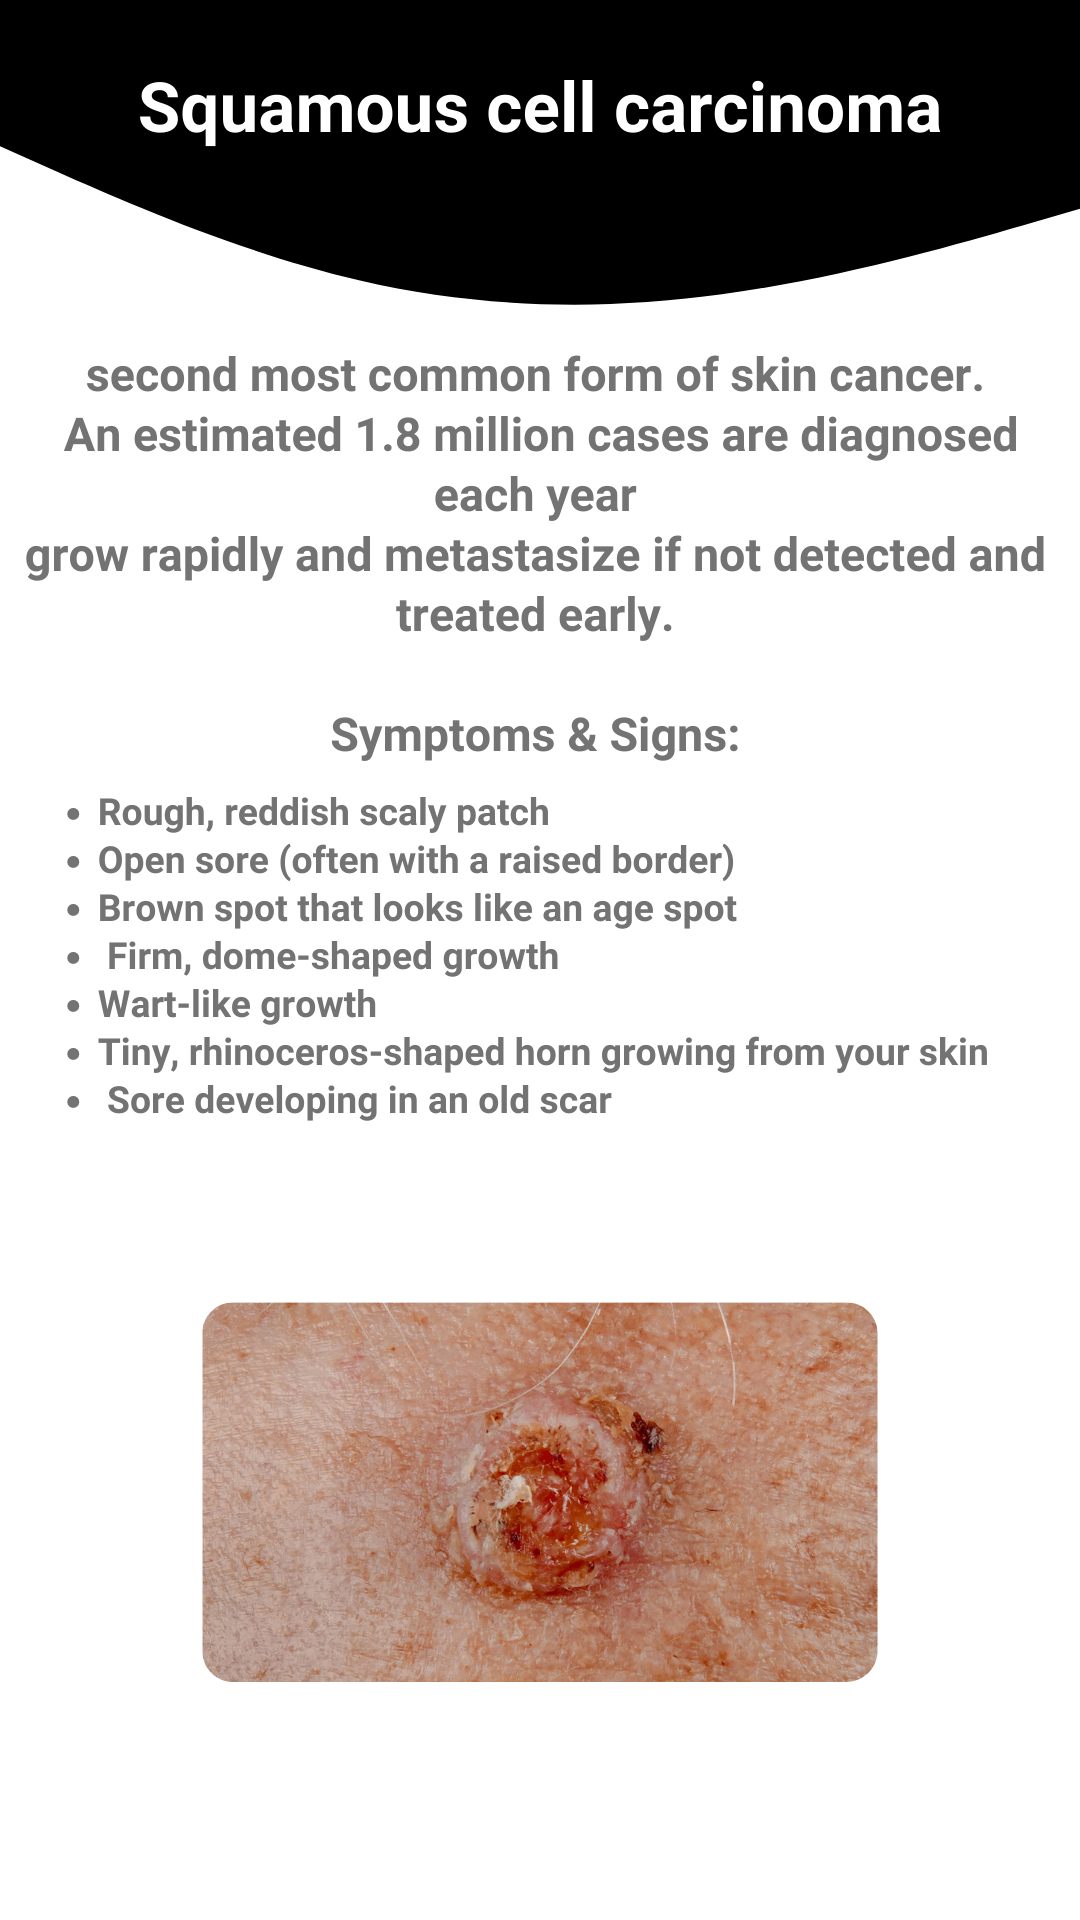 Squamous cell carcinoma
second most common form of skin cancer.
An estimated 1.8 million cases are diagnosed
each year
grow rapidly and metastasize if not detected and
treated early.
Symptoms & Signs:
• Rough, reddish scaly patch
• Open sore (often with a raised border)
• Brown spot that looks like an age spot
• Firm, dome-shaped growth
• Wart-like growth
• Tiny, rhinoceros-shaped horn growing from your skin
• Sore developing in an old scar